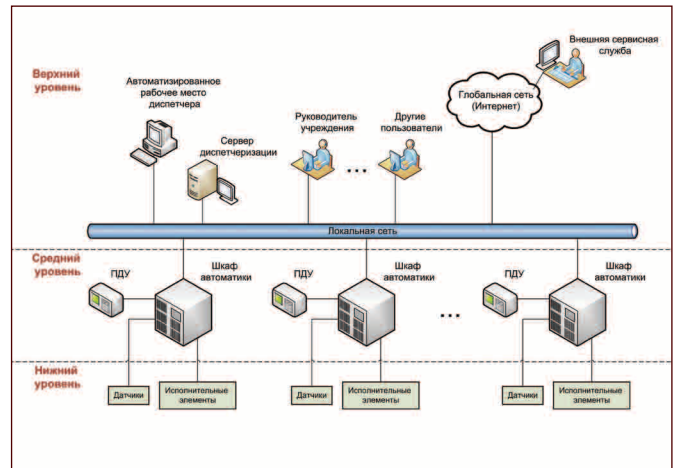 Верхний
уровень
Автоматизированное
рабочее место
диспетчера
Сервер
диспетчеризации
Руководитель
учреждения
...
Другие
пользователи
Глобальная сеть
(Интернет)
Внешняя сервисная
служба
Локальная сеть
Средний
уровень
ПДУ
Шкаф
автоматики
ПДУ
Шкаф
автоматики
...
ПДУ
Шкаф
автоматики
Нижний
уровень
Датчики
Исполнительные
элементы
Датчики
Исполнительные
элементы
Датчики
Исполнительные
элементы